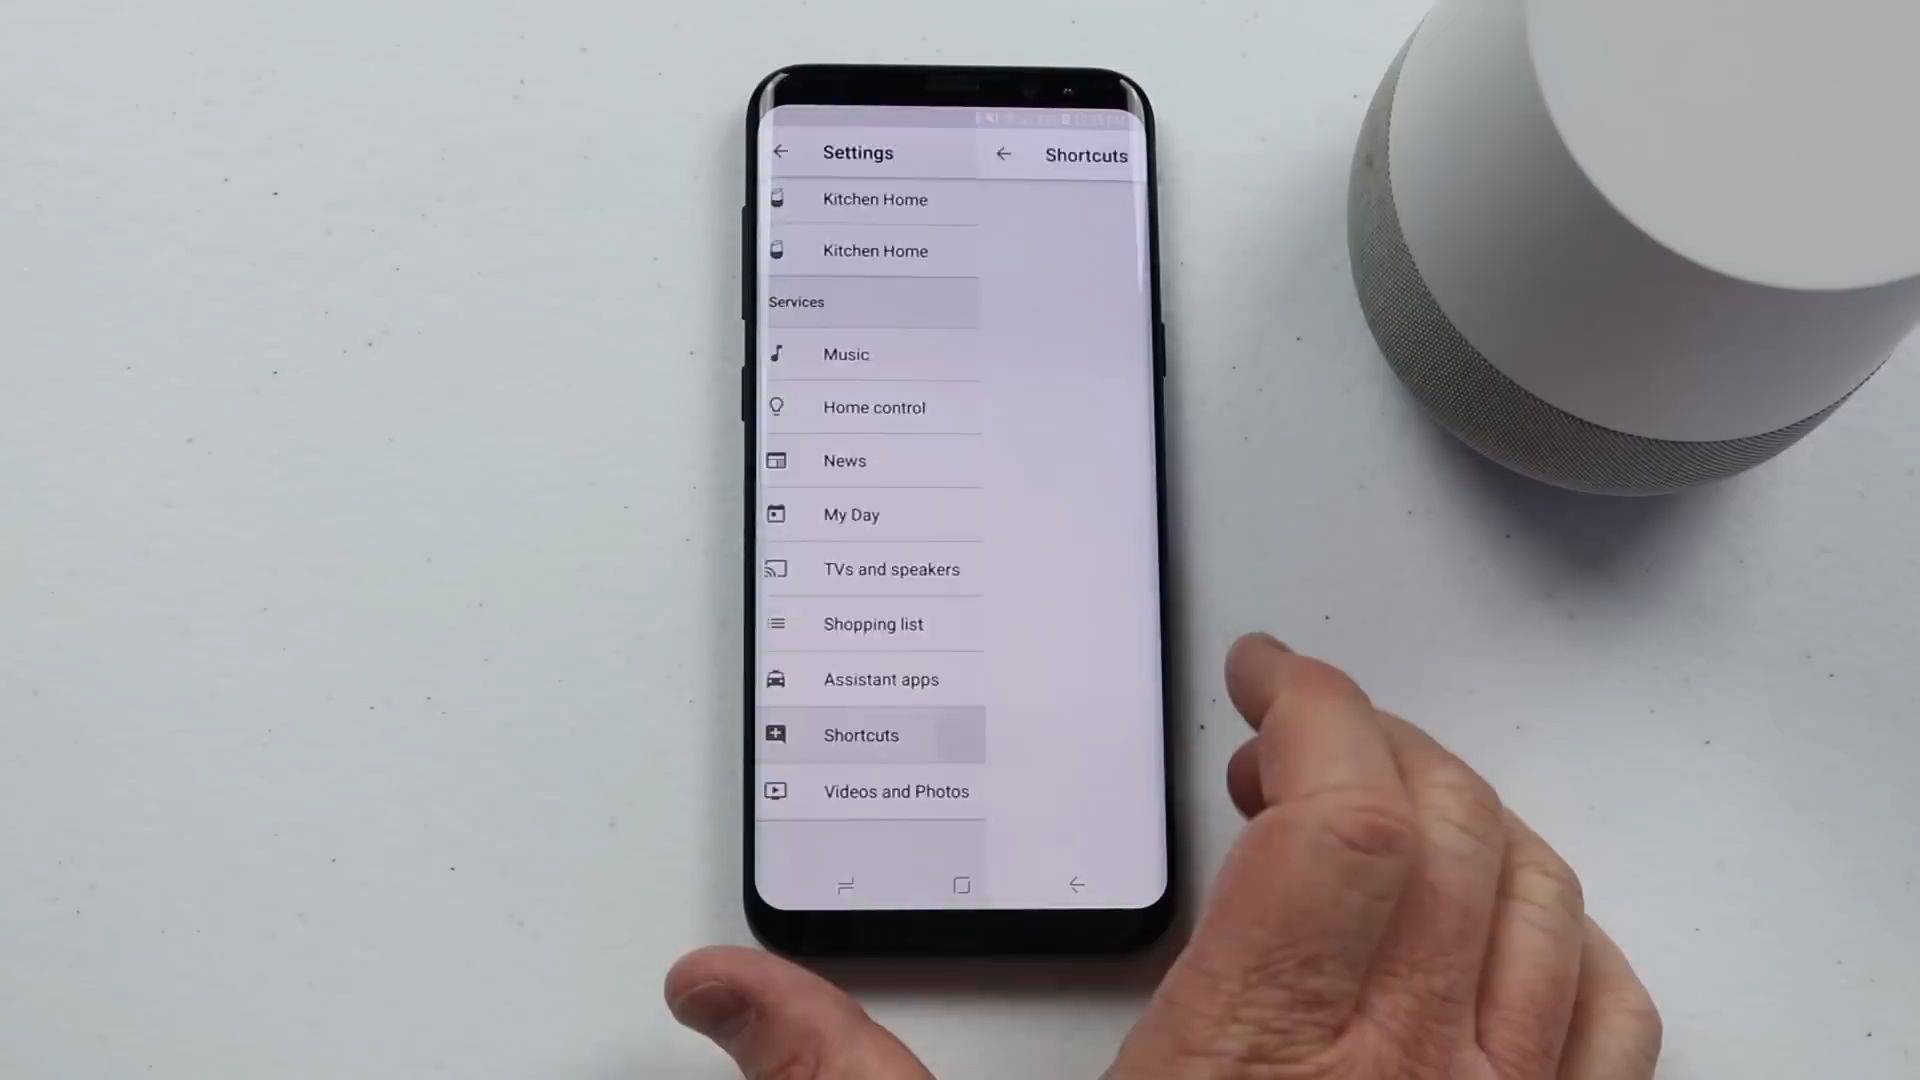 Settings
Shortcuts
Kitchen Home
Kitchen Home
Services
Music
Home control
News
My Day
TVs and speakers
Shopping list
Assistant apps
Shortcuts
Videos and Photos